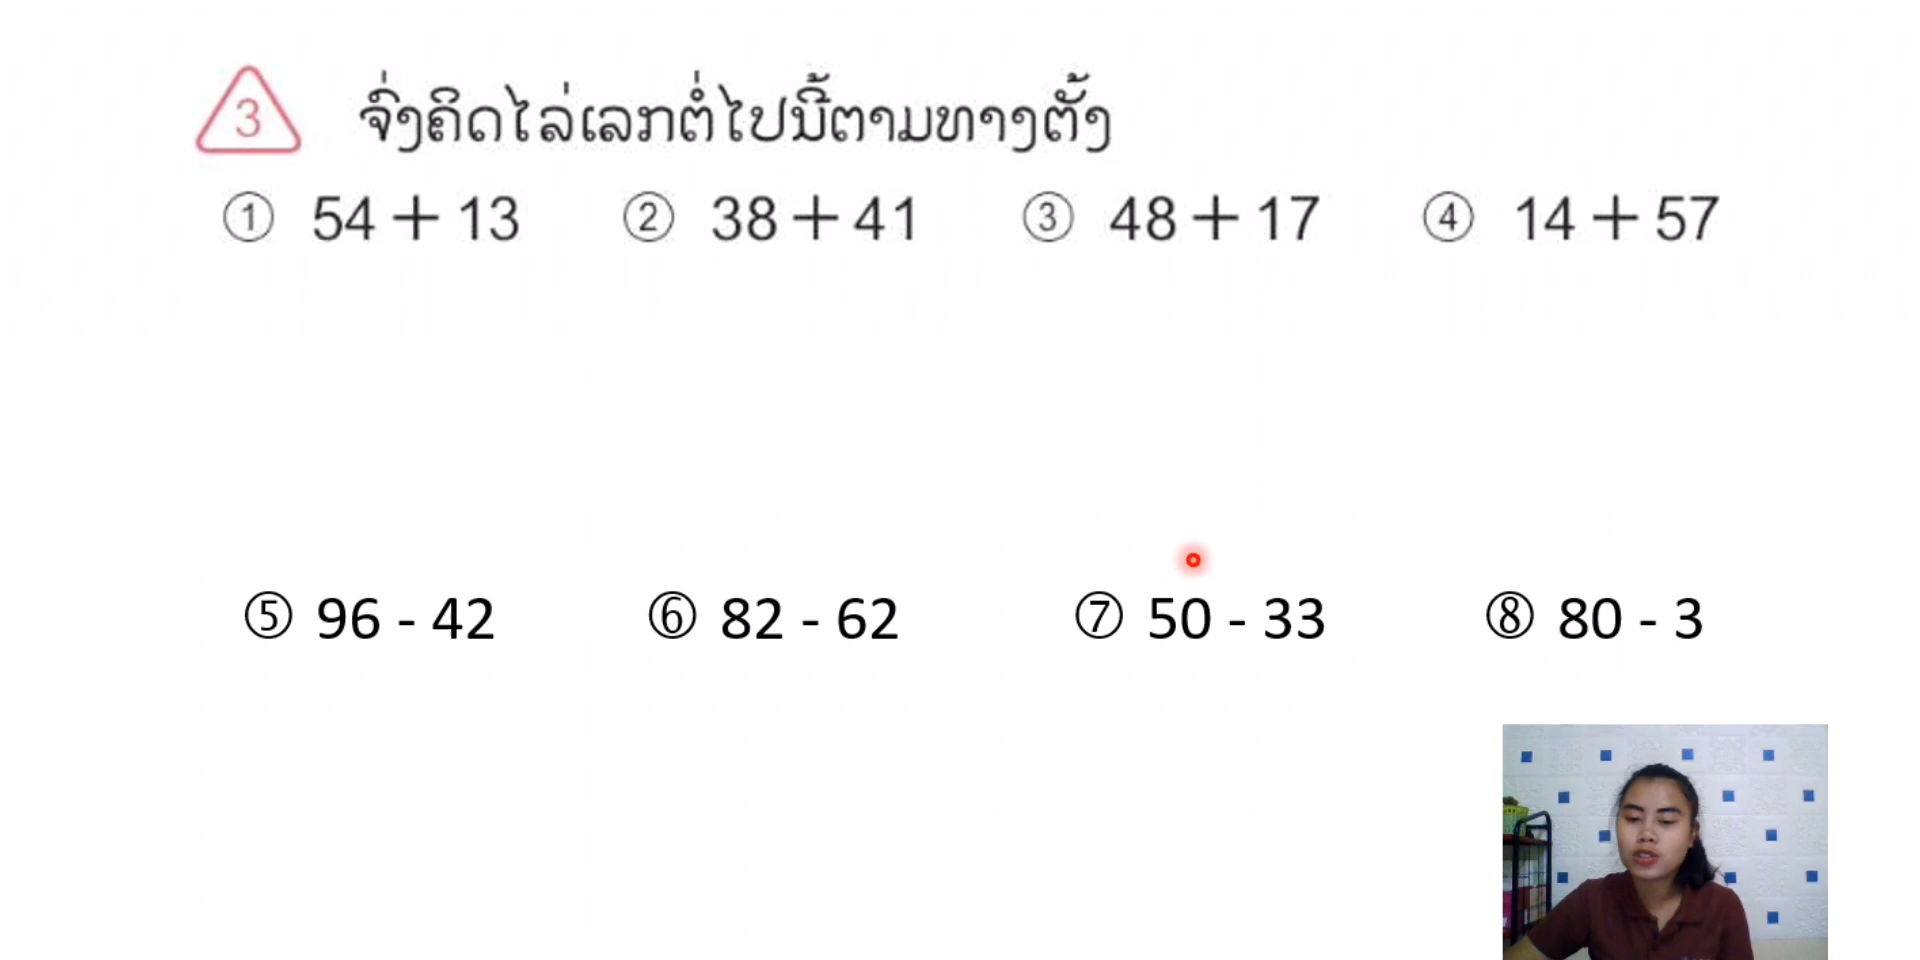 3 ຈົ່ງຄິດໄລ່ເລກຕໍ່ໄປນີ້ຕາມທາງຕັ້ງ
① 54+13 ② 38+41 ③ 48+17 ④ 14+57
⑤ 96 - 42 ⑥ 82 - 62 ⑦ 50 - 33 ⑧ 80 - 3